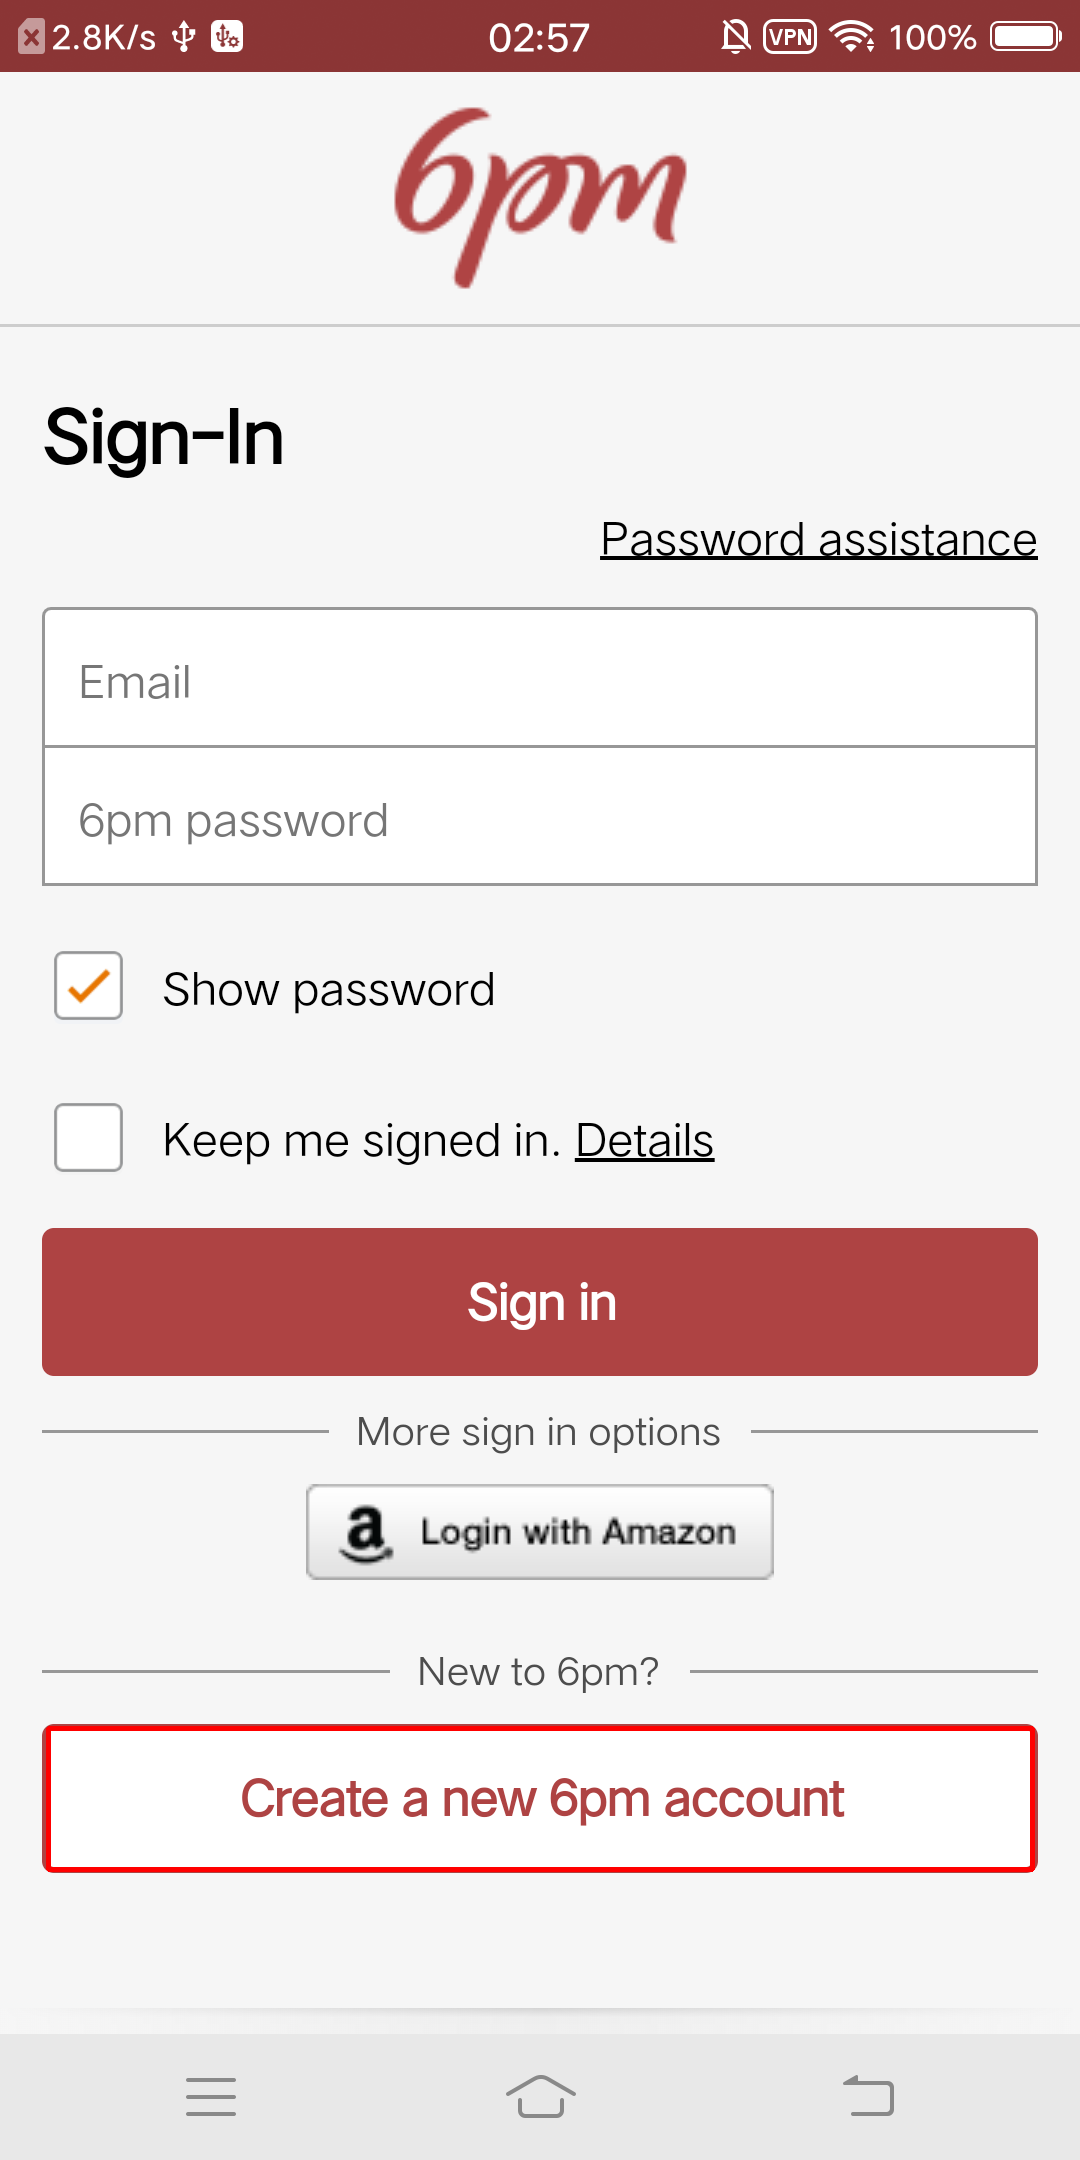 2.8K/s 02:57 VPN 100%
6pm
Sign-In
Password assistance
Email
6pm password
Show password
Keep me signed in. Details
Sign in
More sign in options
a Login with Amazon
New to 6pm?
Create a new 6pm account